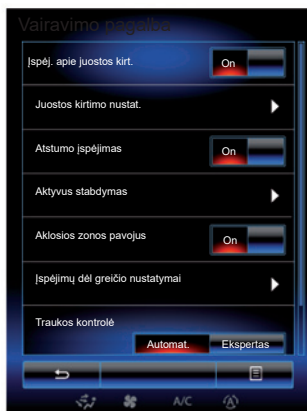 Vairavimo pagalba
Įspėj. apie juostos kirt.
On
Juostos kirtimo nustat.
Atstumo įspėjimas
On
Aktyvus stabdymas
Aklosios zonos pavojus
On
Įspėjimų dėl greičio nustatymai
Traukos kontrolė
Automat. Ekspertas
A/C
A